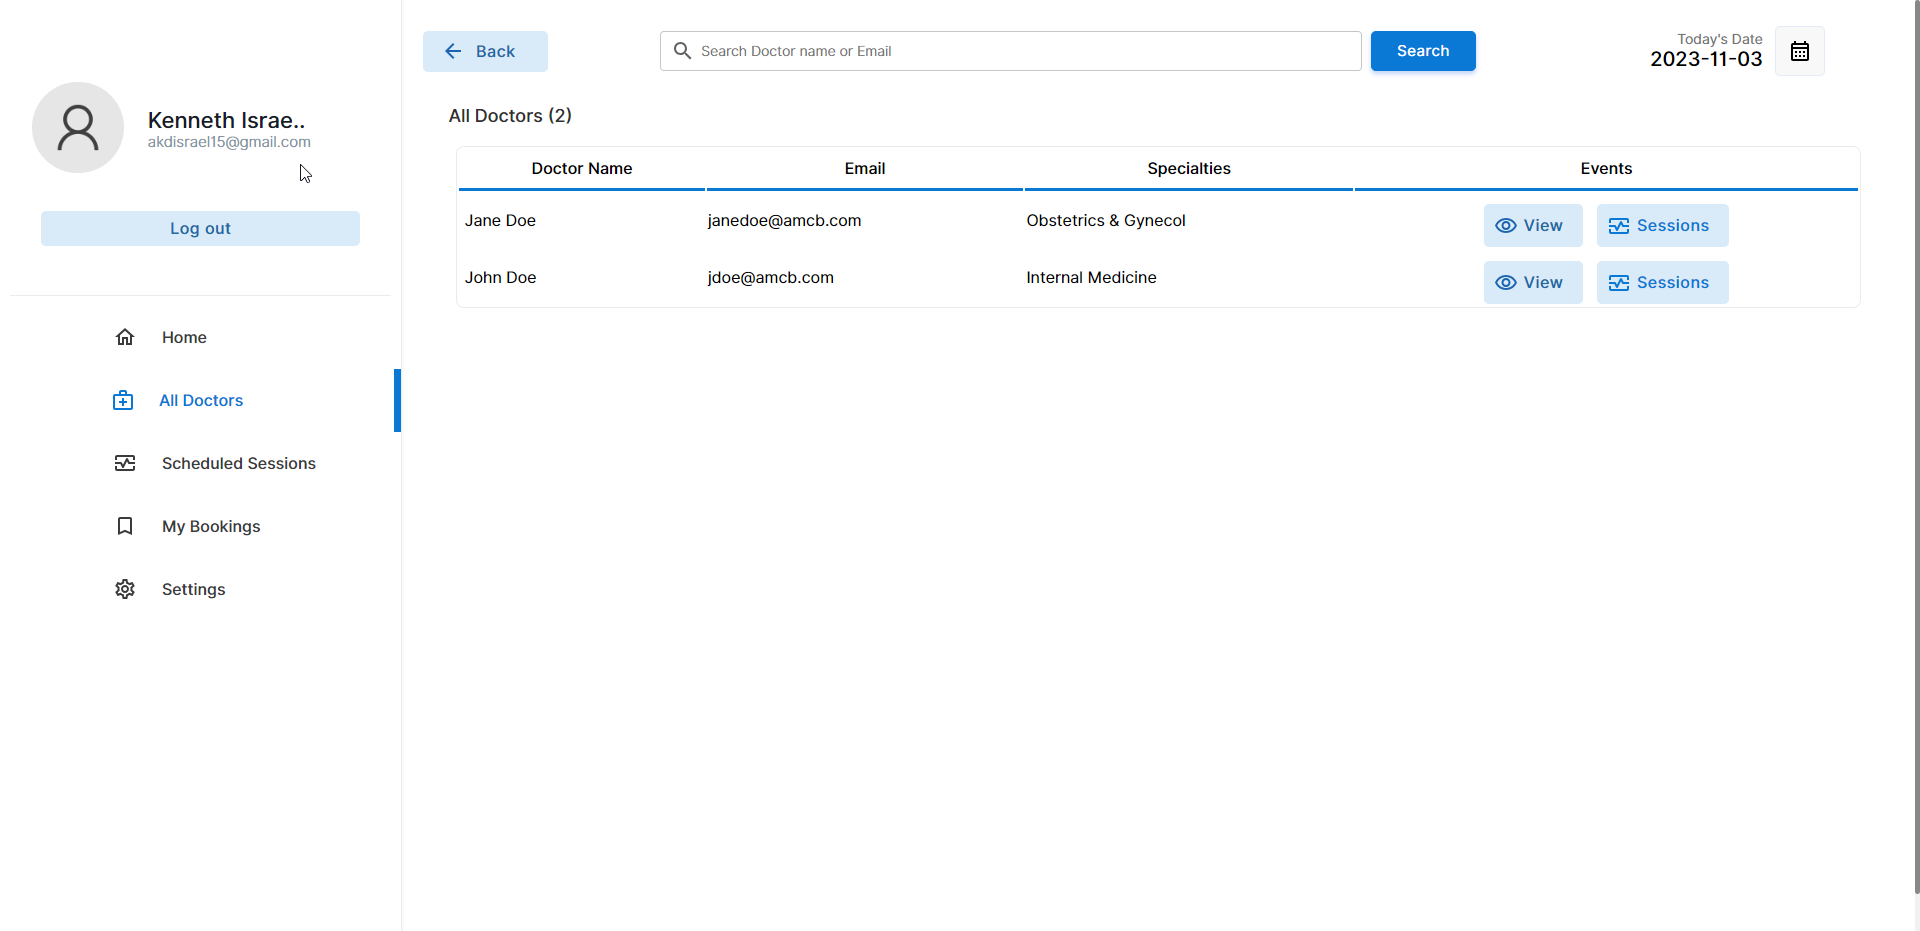 Kenneth Israe..
akdisrael15@gmail.com
Log out
Home
All Doctors
Scheduled Sessions
My Bookings
Settings
Back
Search Doctor name or Email
Search
Today's Date
2023-11-03
All Doctors (2)
Doctor Name Email Specialties Events
Jane Doe janedoe@amcb.com Obstetrics & Gynecol View Sessions
John Doe jdoe@amcb.com Internal Medicine View Sessions